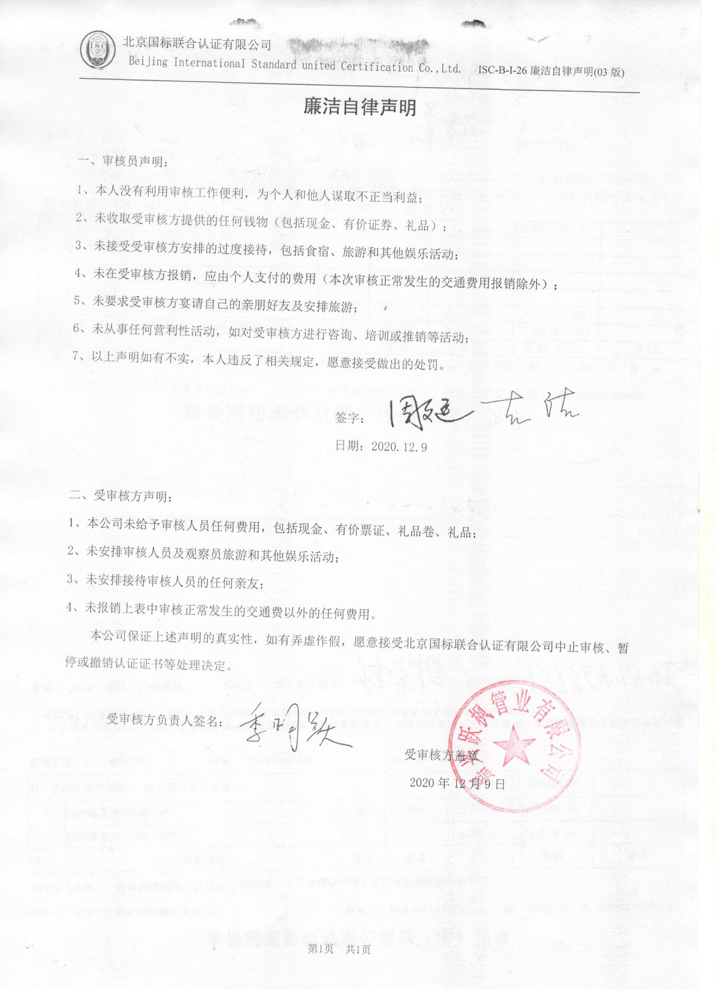 ISC
北京国标联合认证有限公司
Beijing International Standard united Certification Co.,Ltd. ISC-B-I-26 廉洁自律声明(03 版)
廉洁自律声明
一、审核员声明：
1、本人没有利用审核工作便利，为个人和他人谋取不正当利益；
2、未收取受审核方提供的任何钱物（包括现金、有价证券、礼品）；
3、未接受受审核方安排的过度接待，包括食宿、旅游和其他娱乐活动；
4、未在受审核方报销，应由个人支付的费用（本次审核正常发生的交通费用报销除外）；
5、未要求受审核方宴请自己的亲朋好友及安排旅游；
6、未从事任何营利性活动，如对受审核方进行咨询、培训或推销等活动；
7、以上声明如有不实，本人违反了相关规定，愿意接受做出的处罚。
签字：
日期：2020.12.9
二、受审核方声明：
1、本公司未给予审核人员任何费用，包括现金、有价票证、礼品卷、礼品；
2、未安排审核人员及观察员旅游和其他娱乐活动；
3、未安排接待审核人员的任何亲友；
4、未报销上表中审核正常发生的交通费以外的任何费用。
本公司保证上述声明的真实性，如有弄虚作假，愿意接受北京国标联合认证有限公司中止审核、暂
停或撤销认证证书等处理决定。
受审核方负责人签名：季明跃
跃枫管业有限公司
受审核方盖章
2020 年 12 月 9 日
第1页 共1页